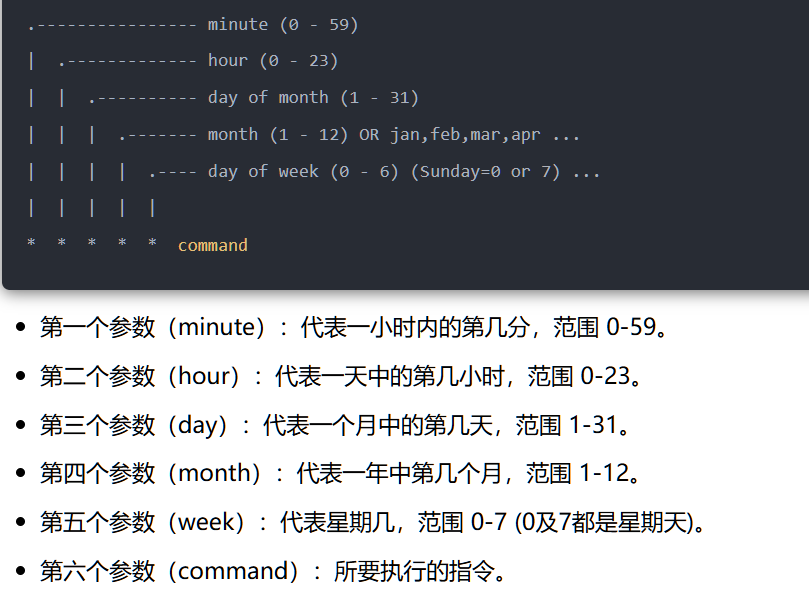 .---------------- minute (0 - 59)
|  .------------- hour (0 - 23)
|  |  .---------- day of month (1 - 31)
|  |  |  .------- month (1 - 12) OR jan,feb,mar,apr ...
|  |  |  |  .---- day of week (0 - 6) (Sunday=0 or 7) ...
|  |  |  |  |
*  *  *  *  *  command
• 第一个参数（minute）：代表一小时内的第几分，范围 0-59。
• 第二个参数（hour）：代表一天中的第几小时，范围 0-23。
• 第三个参数（day）：代表一个月中的第几天，范围 1-31。
• 第四个参数（month）：代表一年中第几个月，范围 1-12。
• 第五个参数（week）：代表星期几，范围 0-7 (0及7都是星期天)。
• 第六个参数（command）：所要执行的指令。